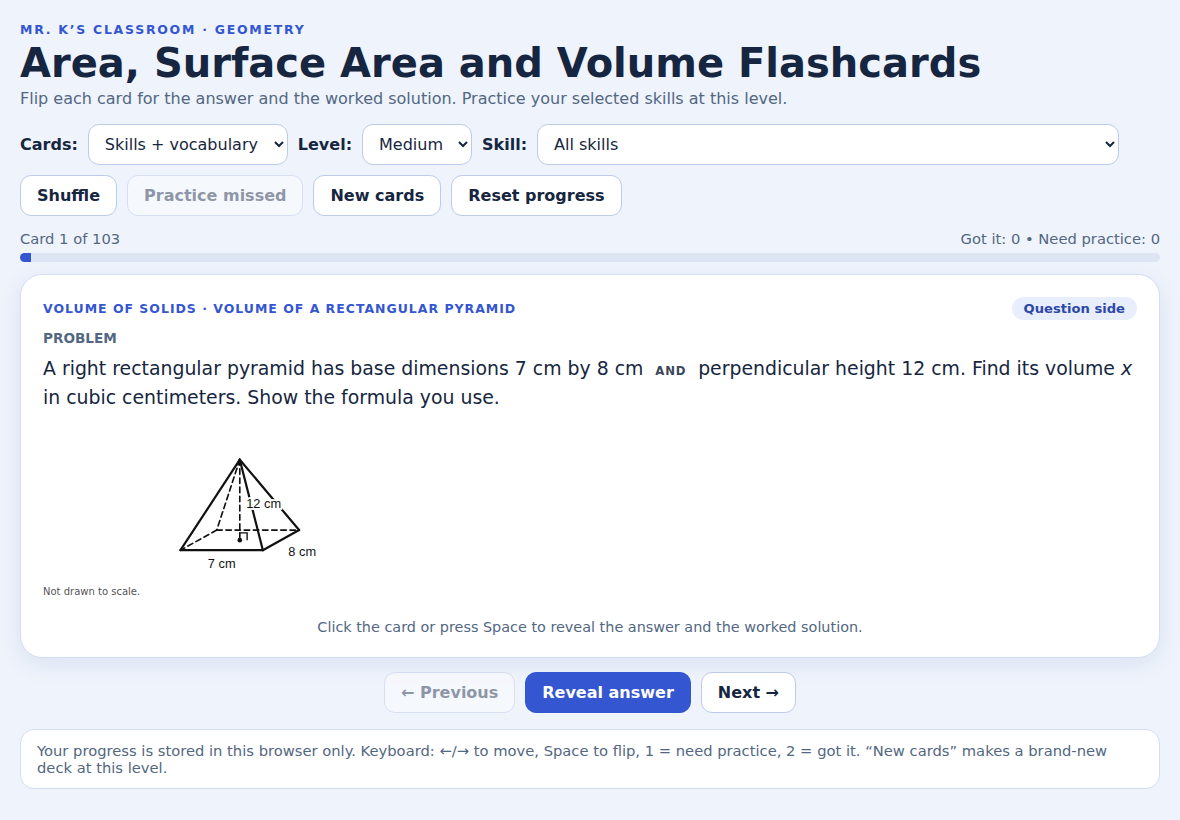 MR. K’S CLASSROOM · GEOMETRY
Area, Surface Area and Volume Flashcards
Flip each card for the answer and the worked solution. Practice your selected skills at this level.
Cards: Skills + vocabulary Level: Medium Skill: All skills
Shuffle Practice missed New cards Reset progress
Card 1 of 103 Got it: 0 • Need practice: 0
VOLUME OF SOLIDS · VOLUME OF A RECTANGULAR PYRAMID Question side
PROBLEM
A right rectangular pyramid has base dimensions 7 cm by 8 cm AND perpendicular height 12 cm. Find its volume x
in cubic centimeters. Show the formula you use.
12 cm
8 cm
7 cm
Not drawn to scale.
Click the card or press Space to reveal the answer and the worked solution.
← Previous Reveal answer Next →
Your progress is stored in this browser only. Keyboard: ←/→ to move, Space to flip, 1 = need practice, 2 = got it. “New cards” makes a brand-new
deck at this level.